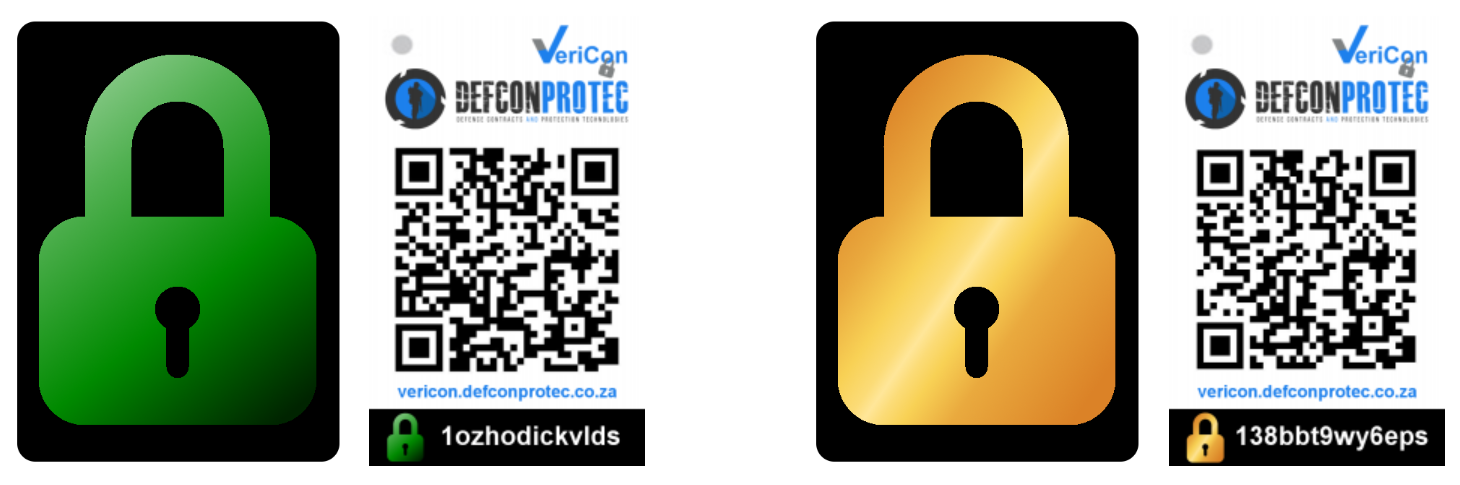 VeriCon
DEFCONPROTEC
DEFENSE CONTRACTS AND PROTECTION TECHNOLOGIES
vericon.defconprotec.co.za
1ozhodickvlds
VeriCon
DEFCONPROTEC
DEFENSE CONTRACTS AND PROTECTION TECHNOLOGIES
vericon.defconprotec.co.za
138bbt9wy6eps